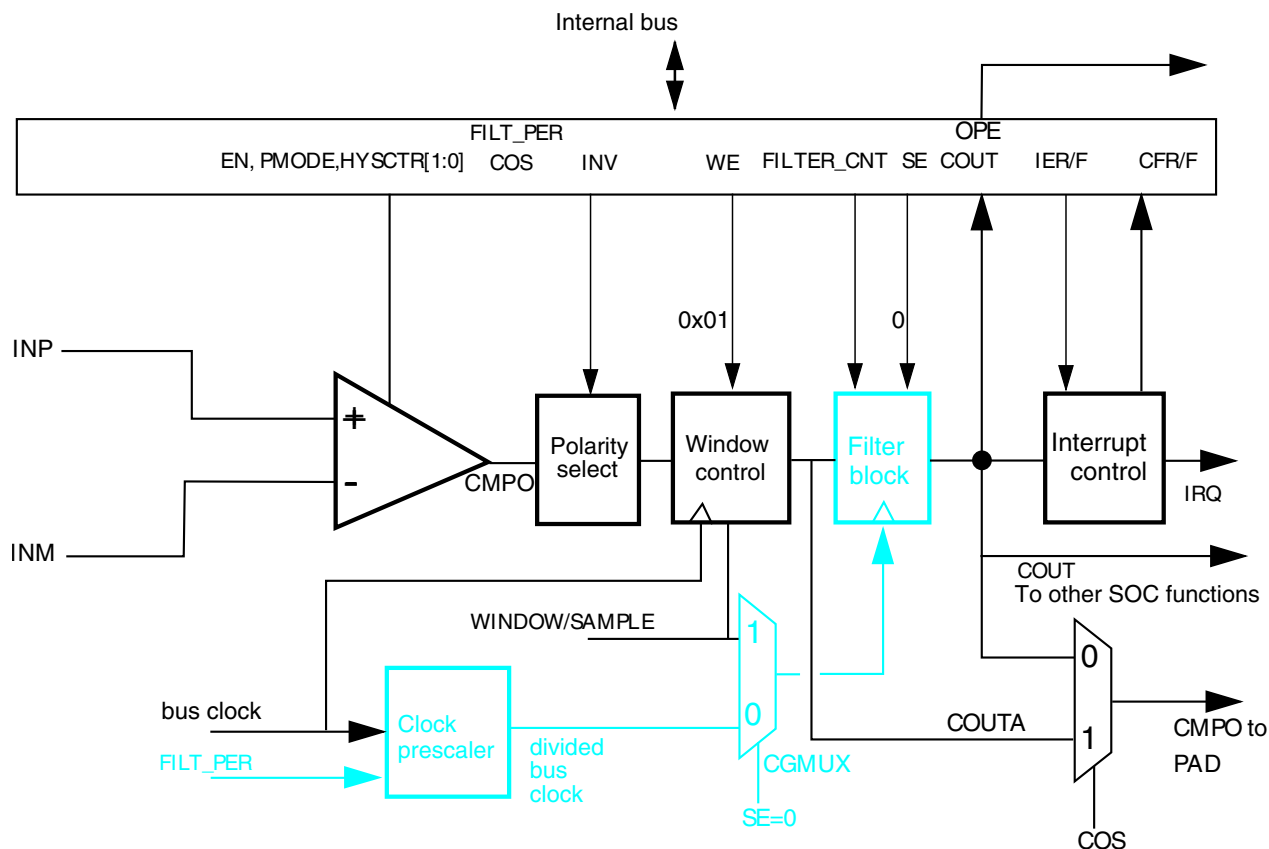 Internal bus
FILT_PER
OPE
EN, PMODE,HYSCTR[1:0]
COS
INV
WE
FILTER_CNT
SE
COUT
IER/F
CFR/F
0x01
0
INP
+
-
INM
CMPO
Polarity
select
Window
control
Filter
block
Interrupt
control
IRQ
COUT
To other SOC functions
WINDOW/SAMPLE
1
0
0
1
bus clock
FILT_PER
Clock
prescaler
divided
bus
clock
CGMUX
SE=0
COUTA
CMPO to
PAD
COS